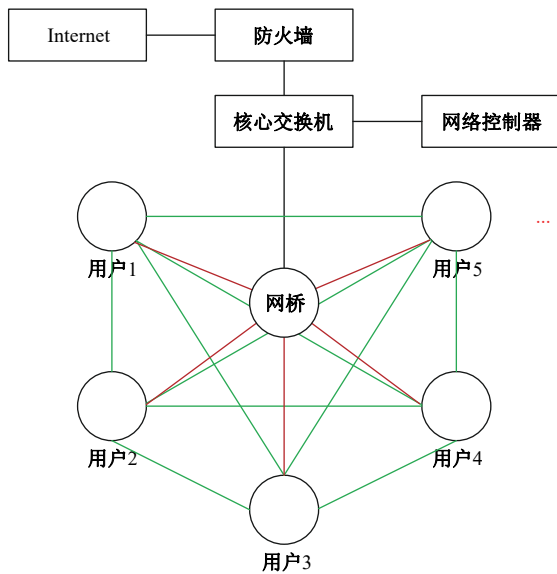 Internet
防火墙
核心交换机
网络控制器
用户1
用户5
...
网桥
用户2
用户4
用户3